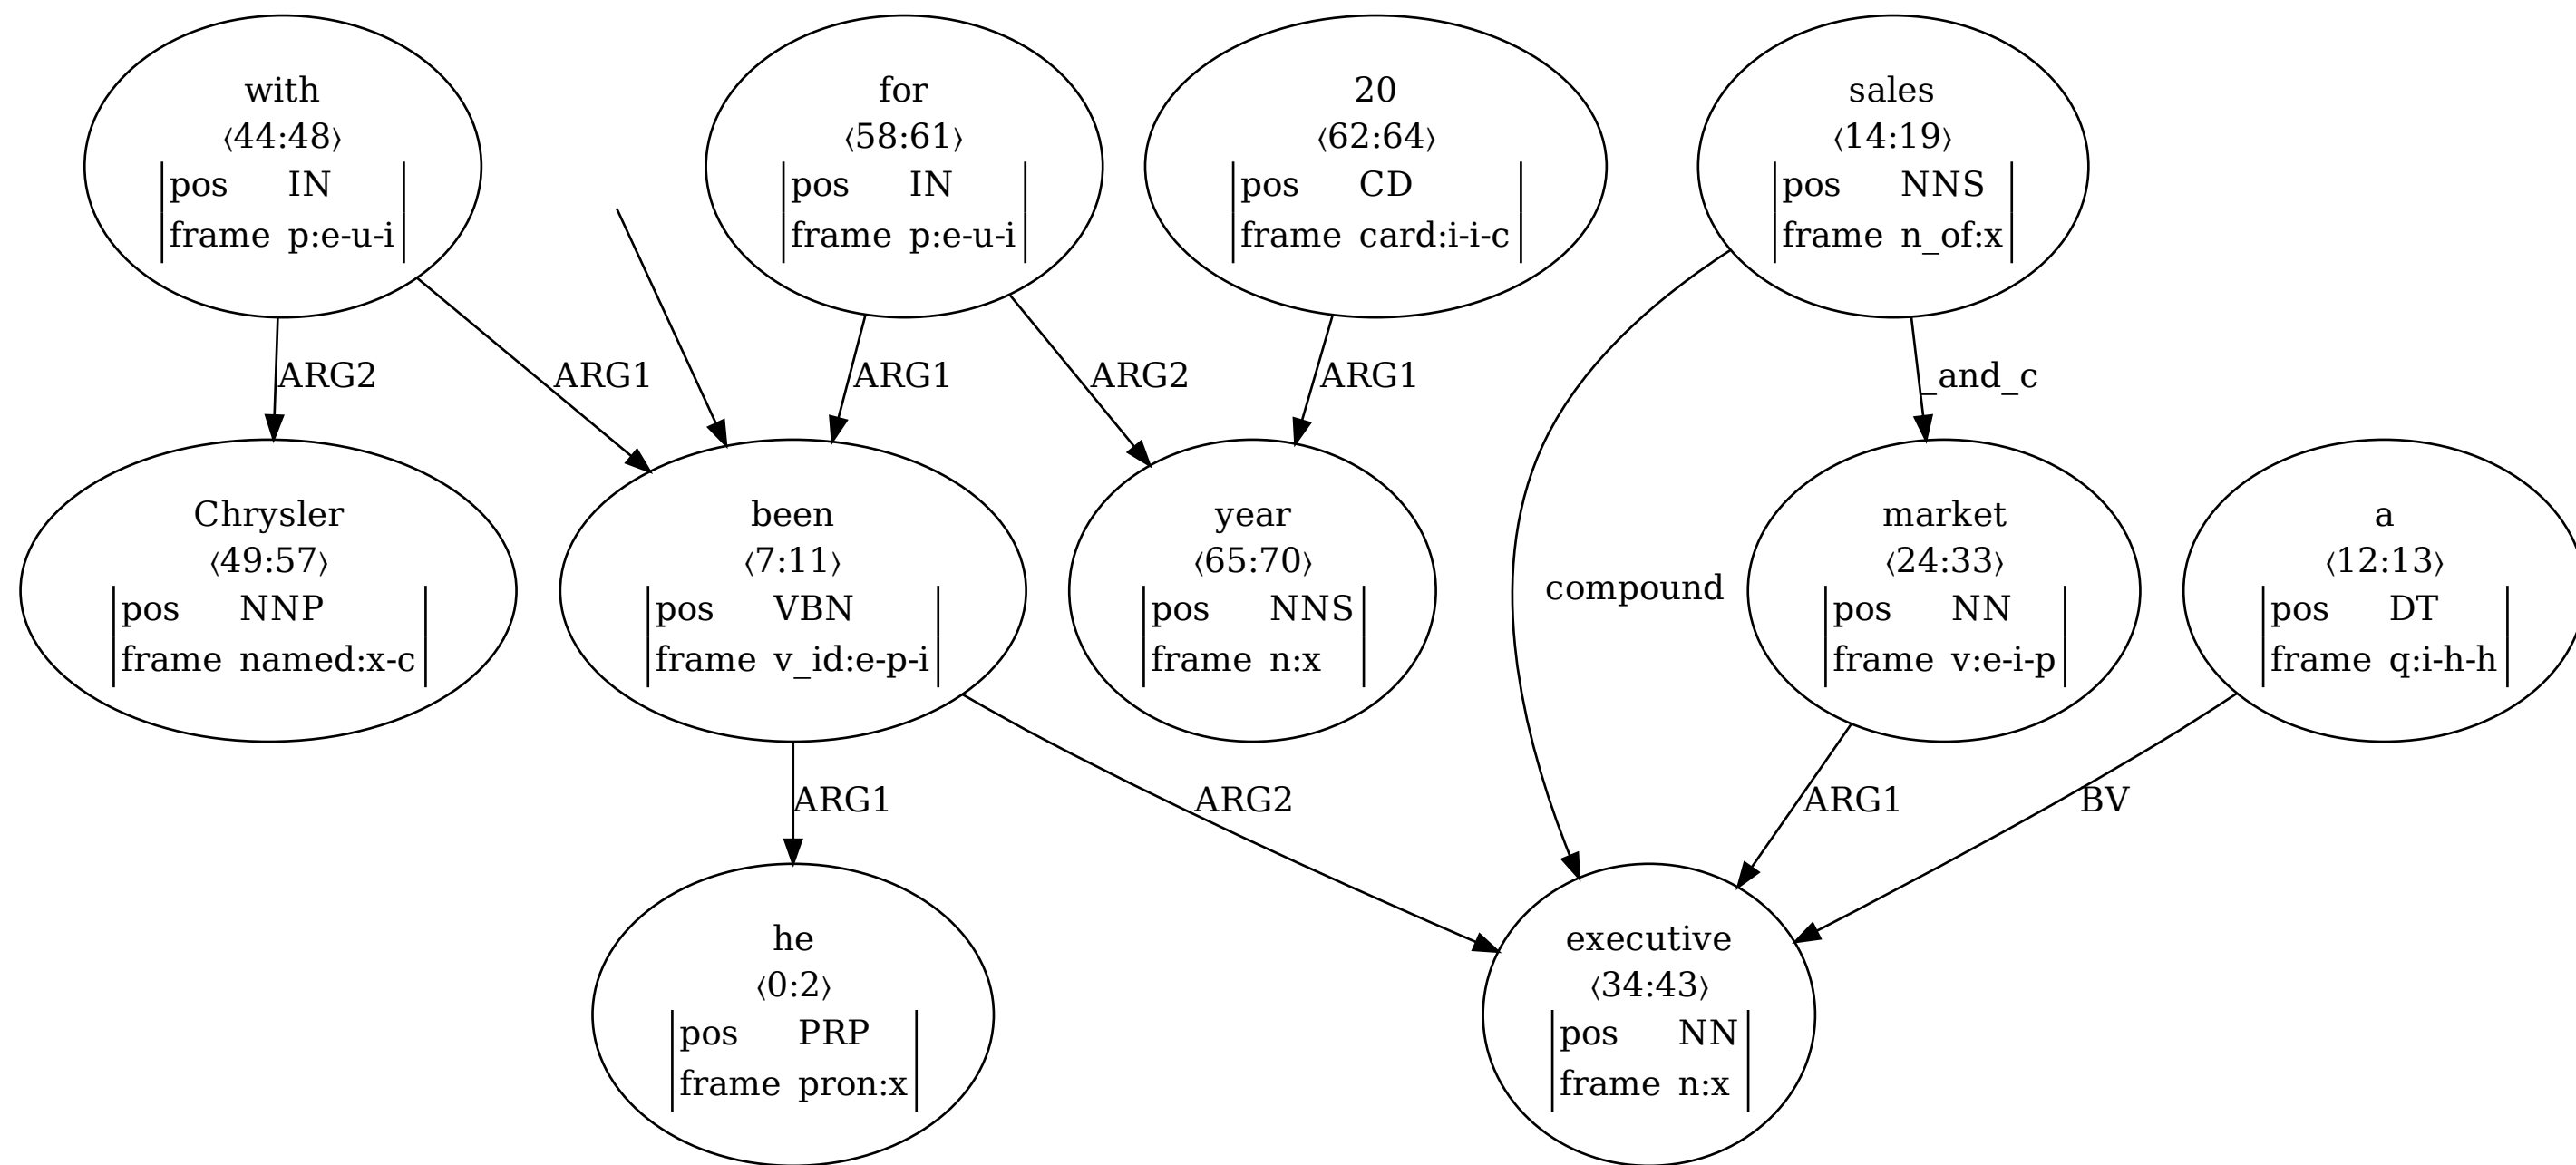 with
⟨44:48⟩
pos IN
frame p:e-u-i
for
⟨58:61⟩
pos IN
frame p:e-u-i
20
⟨62:64⟩
pos CD
frame card:i-i-c
sales
⟨14:19⟩
pos NNS
frame n_of:x
ARG2
ARG1
ARG1
ARG2
ARG1
_and_c
Chrysler
⟨49:57⟩
pos NNP
frame named:x-c
been
⟨7:11⟩
pos VBN
frame v_id:e-p-i
year
⟨65:70⟩
pos NNS
frame n:x
compound
market
⟨24:33⟩
pos NN
frame v:e-i-p
a
⟨12:13⟩
pos DT
frame q:i-h-h
ARG1
ARG2
ARG1
BV
he
⟨0:2⟩
pos PRP
frame pron:x
executive
⟨34:43⟩
pos NN
frame n:x